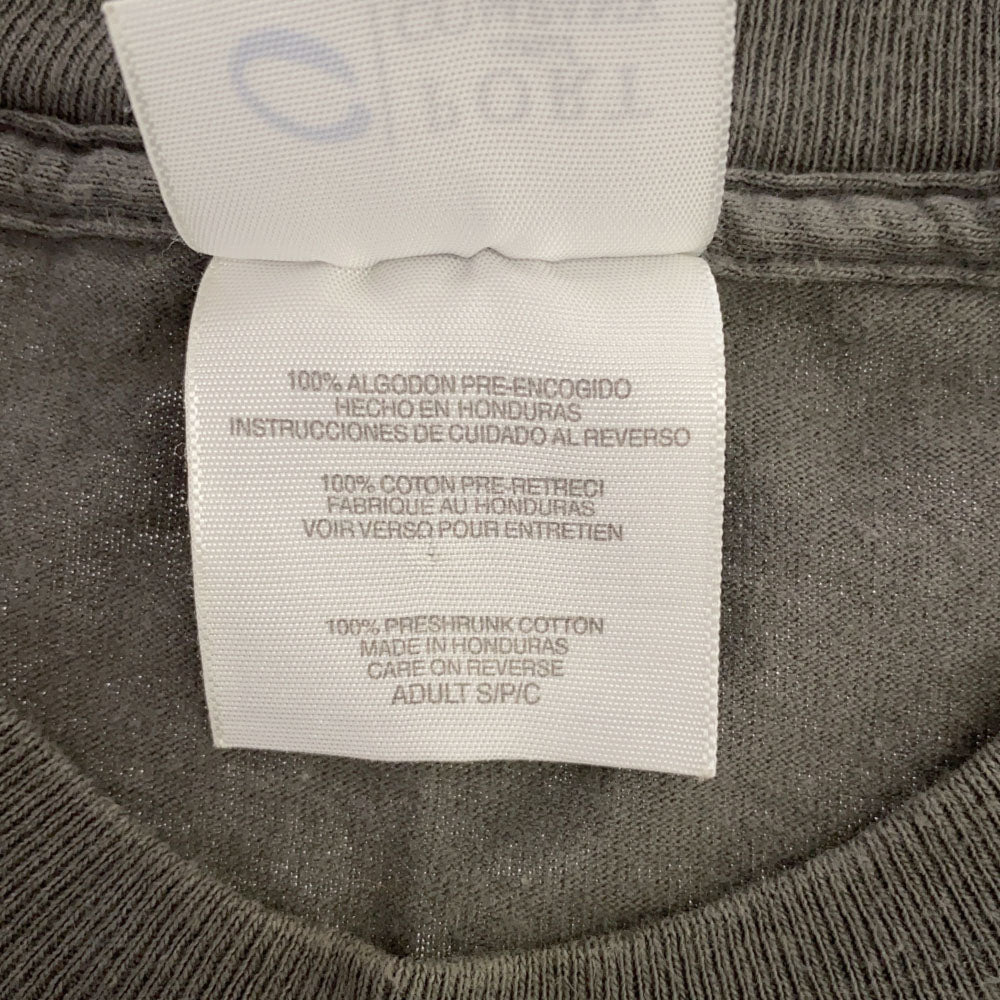 100% ALGODON PRE-ENCOGIDO
HECHO EN HONDURAS
INSTRUCCIONES DE CUIDADO AL REVERSO
100% COTON PRE-RETRECI
FABRIQUE AU HONDURAS
VOIR VERSO POUR ENTRETIEN
100% PRESHRUNK COTTON
MADE IN HONDURAS
CARE ON REVERSE
ADULT S/P/C